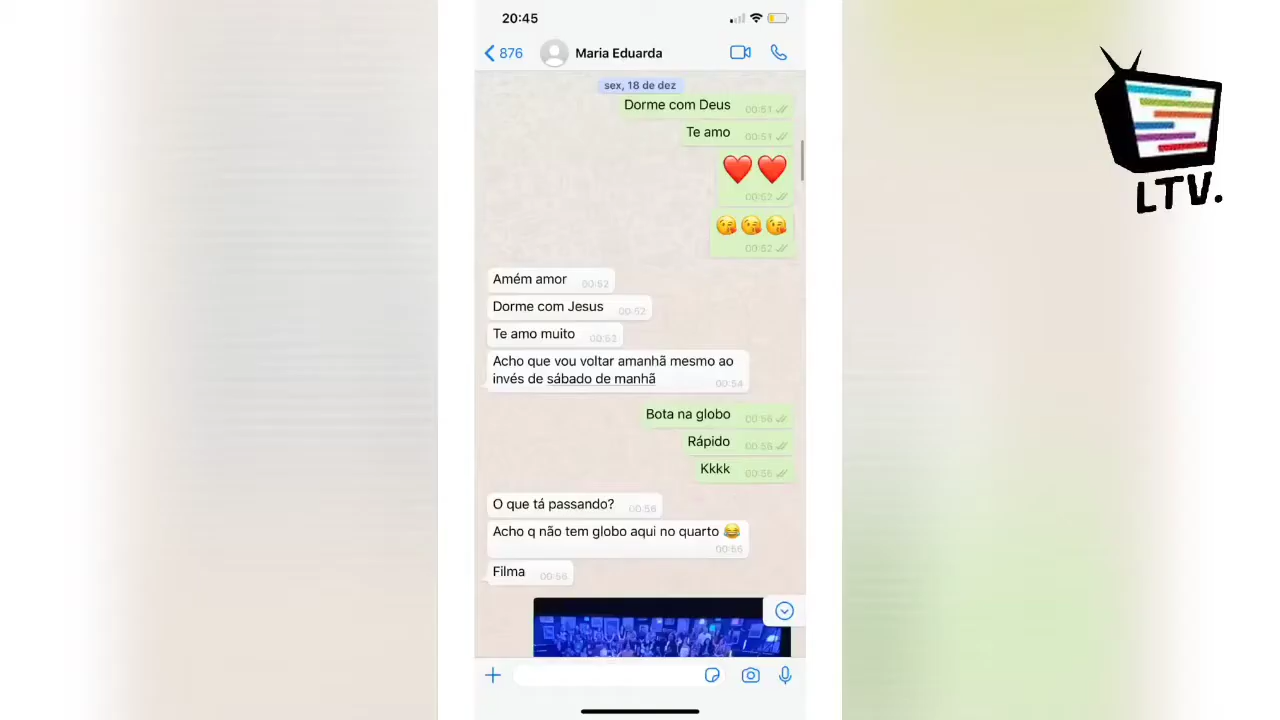 20:45
876
Maria Eduarda
sex, 18 de dez
Dorme com Deus 00:51
Te amo 00:51
00:52
00:52
Amém amor 00:52
Dorme com Jesus 00:52
Te amo muito 00:52
Acho que vou voltar amanhã mesmo ao
invés de sábado de manhã 00:54
Bota na globo 00:56
Rápido 00:56
Kkkk 00:56
O que tá passando? 00:56
Acho q não tem globo aqui no quarto 😂
00:56
Filma 00:56
LTV.